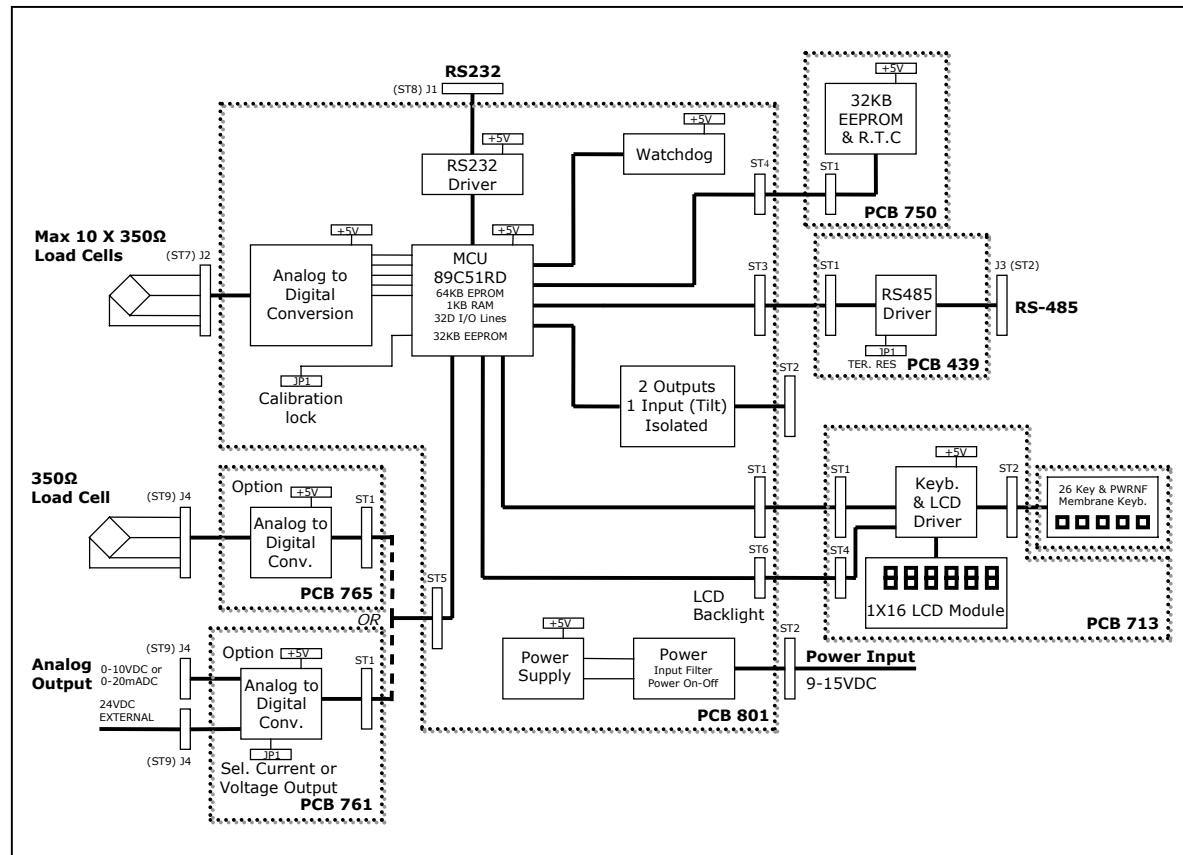 RS232
(ST8) J1
+5V
RS232
Driver
+5V
Watchdog
ST4
ST1
+5V
32KB
EEPROM
& R.T.C
PCB 750
Max 10 X 350Ω
Load Cells
(ST7) J2
+5V
Analog to
Digital
Conversion
+5V
MCU
89C51RD
64KB EPROM
1KB RAM
32D I/O Lines
32KB EEPROM
JP1
Calibration
lock
ST3
ST1
RS485
Driver
JP1
TER. RES
PCB 439
J3 (ST2)
RS-485
2 Outputs
1 Input (Tilt)
Isolated
ST2
350Ω
Load Cell
(ST9) J4
Option
+5V
Analog to
Digital
Conv.
ST1
PCB 765
OR
ST5
ST1
ST1
+5V
Keyb.
& LCD
Driver
ST2
26 Key & PWRNF
Membrane Keyb.
ST6
ST4
LCD
Backlight
1X16 LCD Module
PCB 713
Analog
Output
(ST9) J4
0-10VDC or
0-20mADC
24VDC
EXTERNAL
(ST9) J4
Option
+5V
Analog to
Digital
Conv.
ST1
JP1
Sel. Current or
Voltage Output
PCB 761
+5V
Power
Supply
Power
Input Filter
Power On-Off
ST2
Power Input
9-15VDC
PCB 801